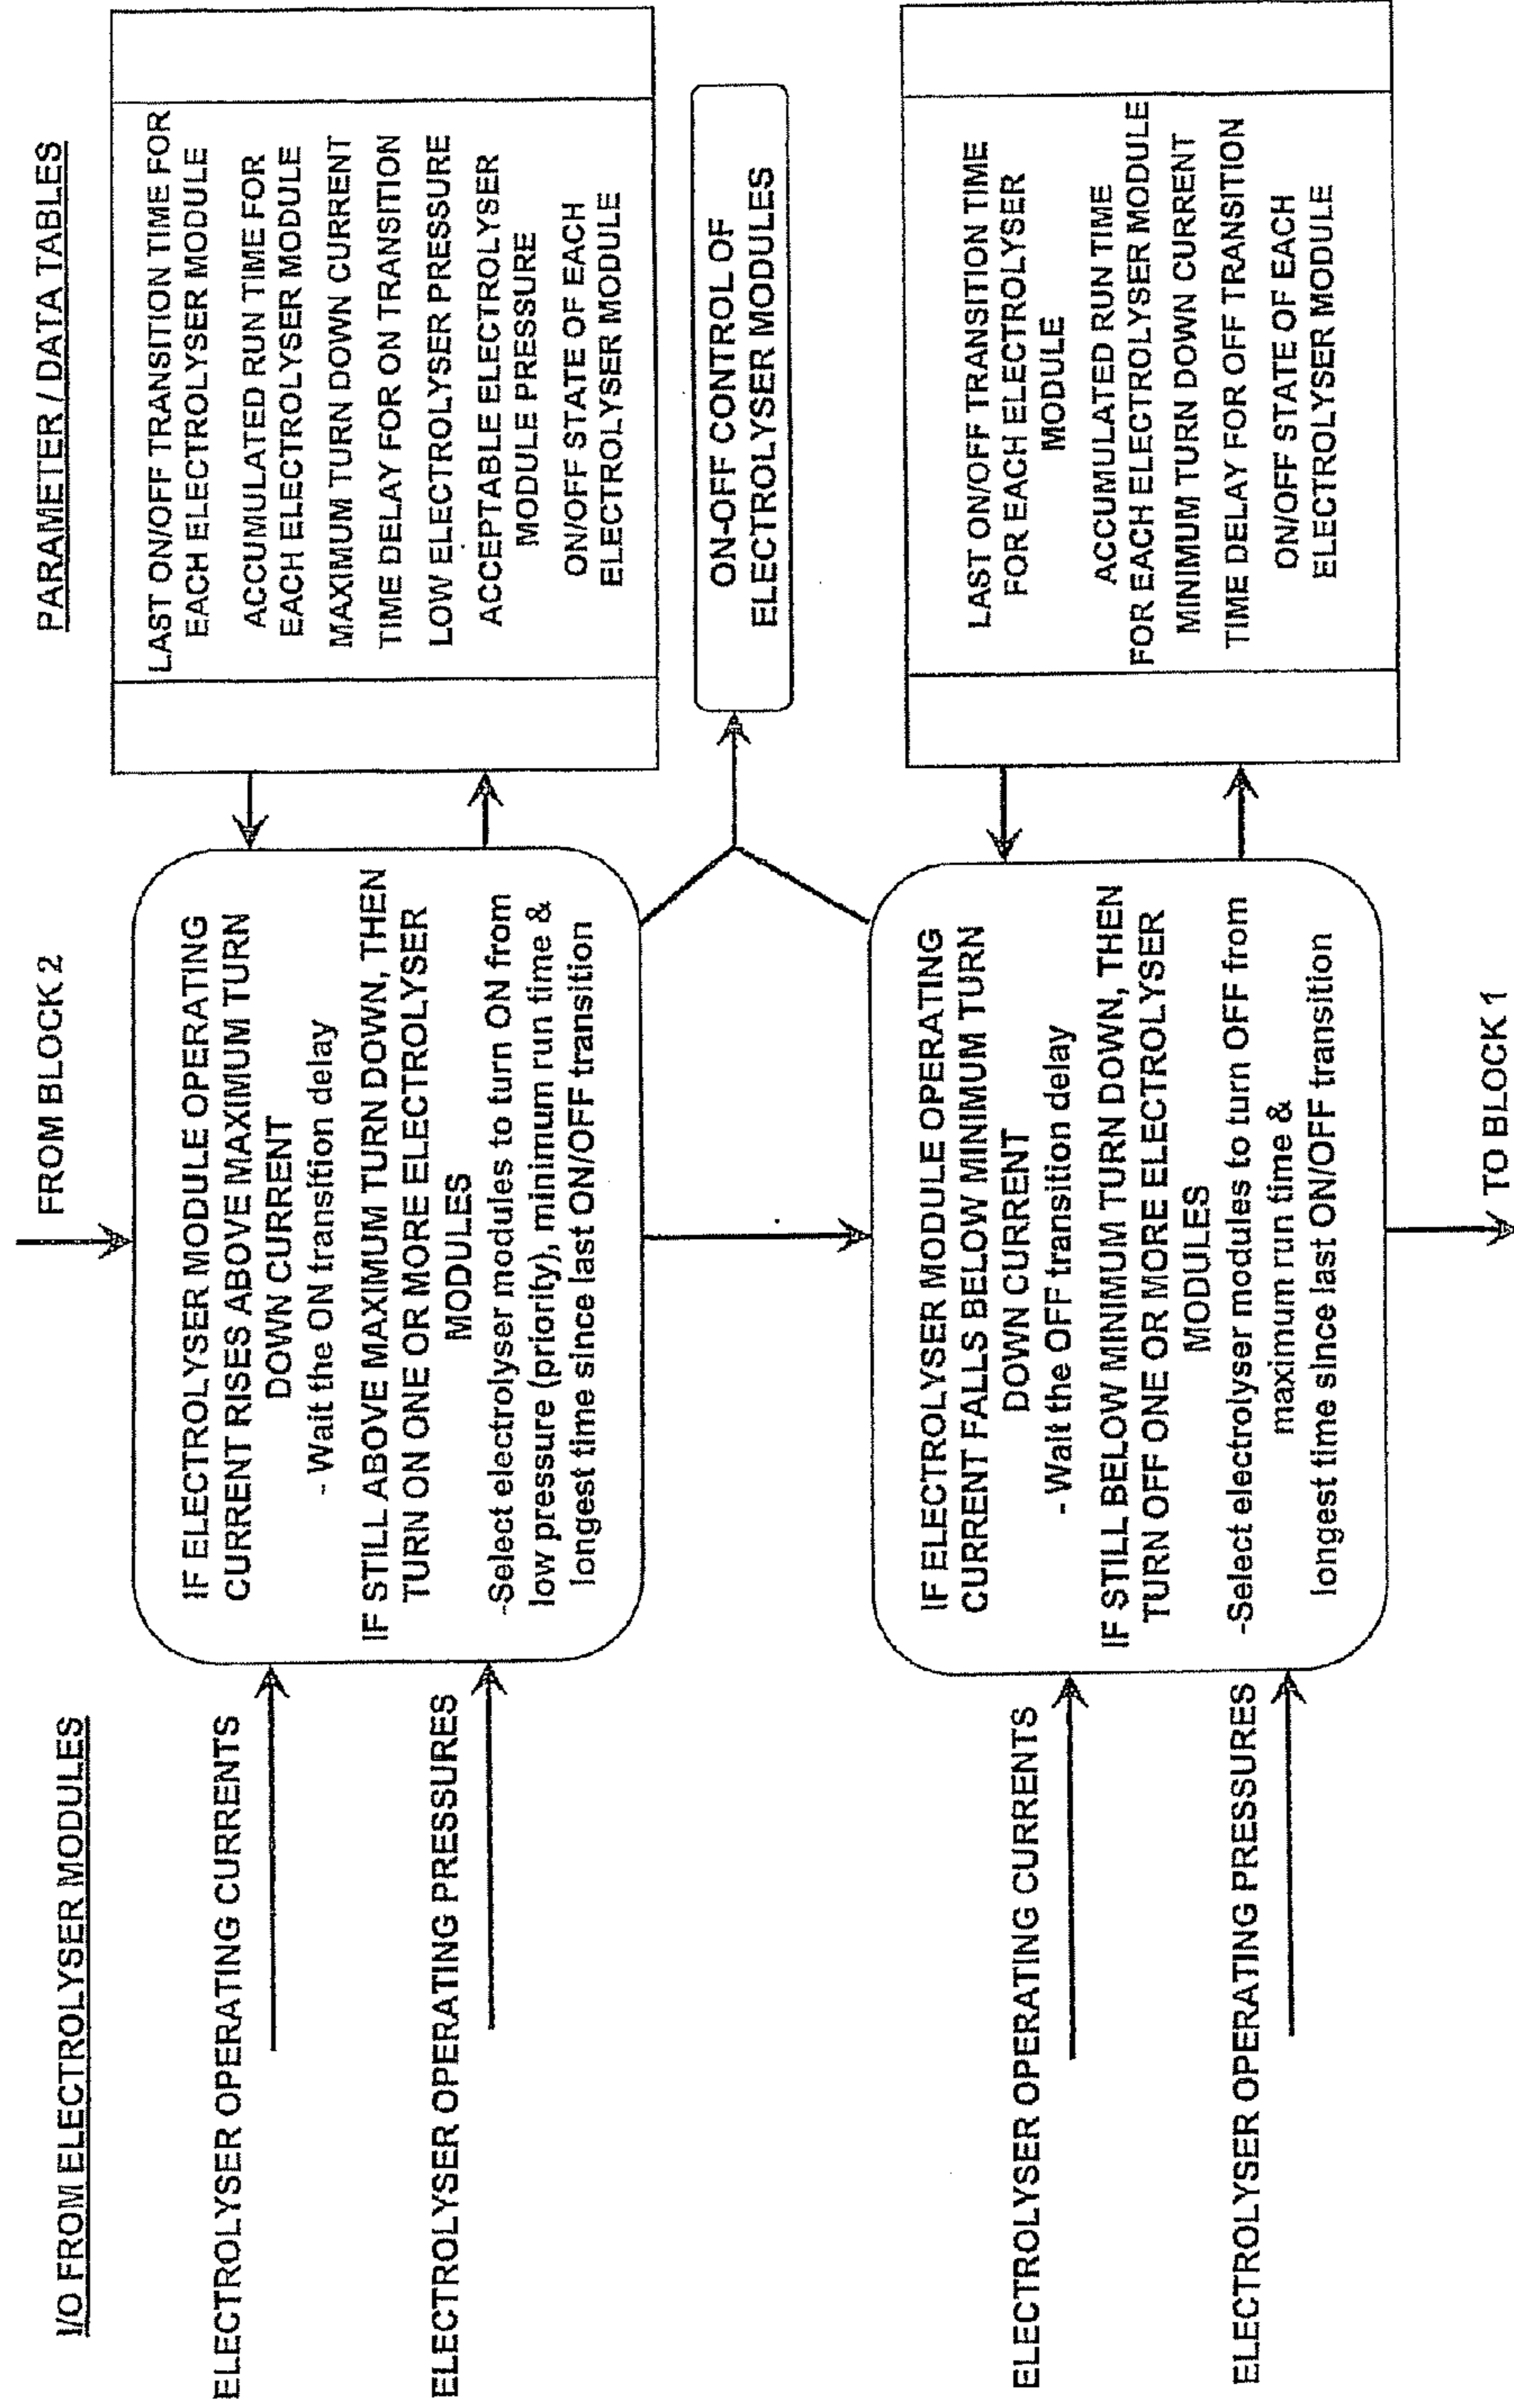 I/O FROM ELECTROLYSER MODULES
FROM BLOCK 2
PARAMETER / DATA TABLES
ELECTROLYSER OPERATING CURRENTS
ELECTROLYSER OPERATING PRESSURES
IF ELECTROLYSER MODULE OPERATING
CURRENT RISES ABOVE MAXIMUM TURN
DOWN CURRENT
- Wait the ON transition delay
IF STILL ABOVE MAXIMUM TURN DOWN, THEN
TURN ON ONE OR MORE ELECTROLYSER
MODULES
-Select electrolyser modules to turn ON from
low pressure (priority), minimum run time &
longest time since last ON/OFF transition
LAST ON/OFF TRANSITION TIME FOR
EACH ELECTROLYSER MODULE
ACCUMULATED RUN TIME FOR
EACH ELECTROLYSER MODULE
MAXIMUM TURN DOWN CURRENT
TIME DELAY FOR ON TRANSITION
LOW ELECTROLYSER PRESSURE
ACCEPTABLE ELECTROLYSER
MODULE PRESSURE
ON/OFF STATE OF EACH
ELECTROLYSER MODULE
ON-OFF CONTROL OF
ELECTROLYSER MODULES
ELECTROLYSER OPERATING CURRENTS
ELECTROLYSER OPERATING PRESSURES
IF ELECTROLYSER MODULE OPERATING
CURRENT FALLS BELOW MINIMUM TURN
DOWN CURRENT
- Wait the OFF transition delay
IF STILL BELOW MINIMUM TURN DOWN, THEN
TURN OFF ONE OR MORE ELECTROLYSER
MODULES
-Select electrolyser modules to turn OFF from
maximum run time &
longest time since last ON/OFF transition
LAST ON/OFF TRANSITION TIME
FOR EACH ELECTROLYSER
MODULE
ACCUMULATED RUN TIME
FOR EACH ELECTROLYSER MODULE
MINIMUM TURN DOWN CURRENT
TIME DELAY FOR OFF TRANSITION
ON/OFF STATE OF EACH
ELECTROLYSER MODULE
TO BLOCK 1